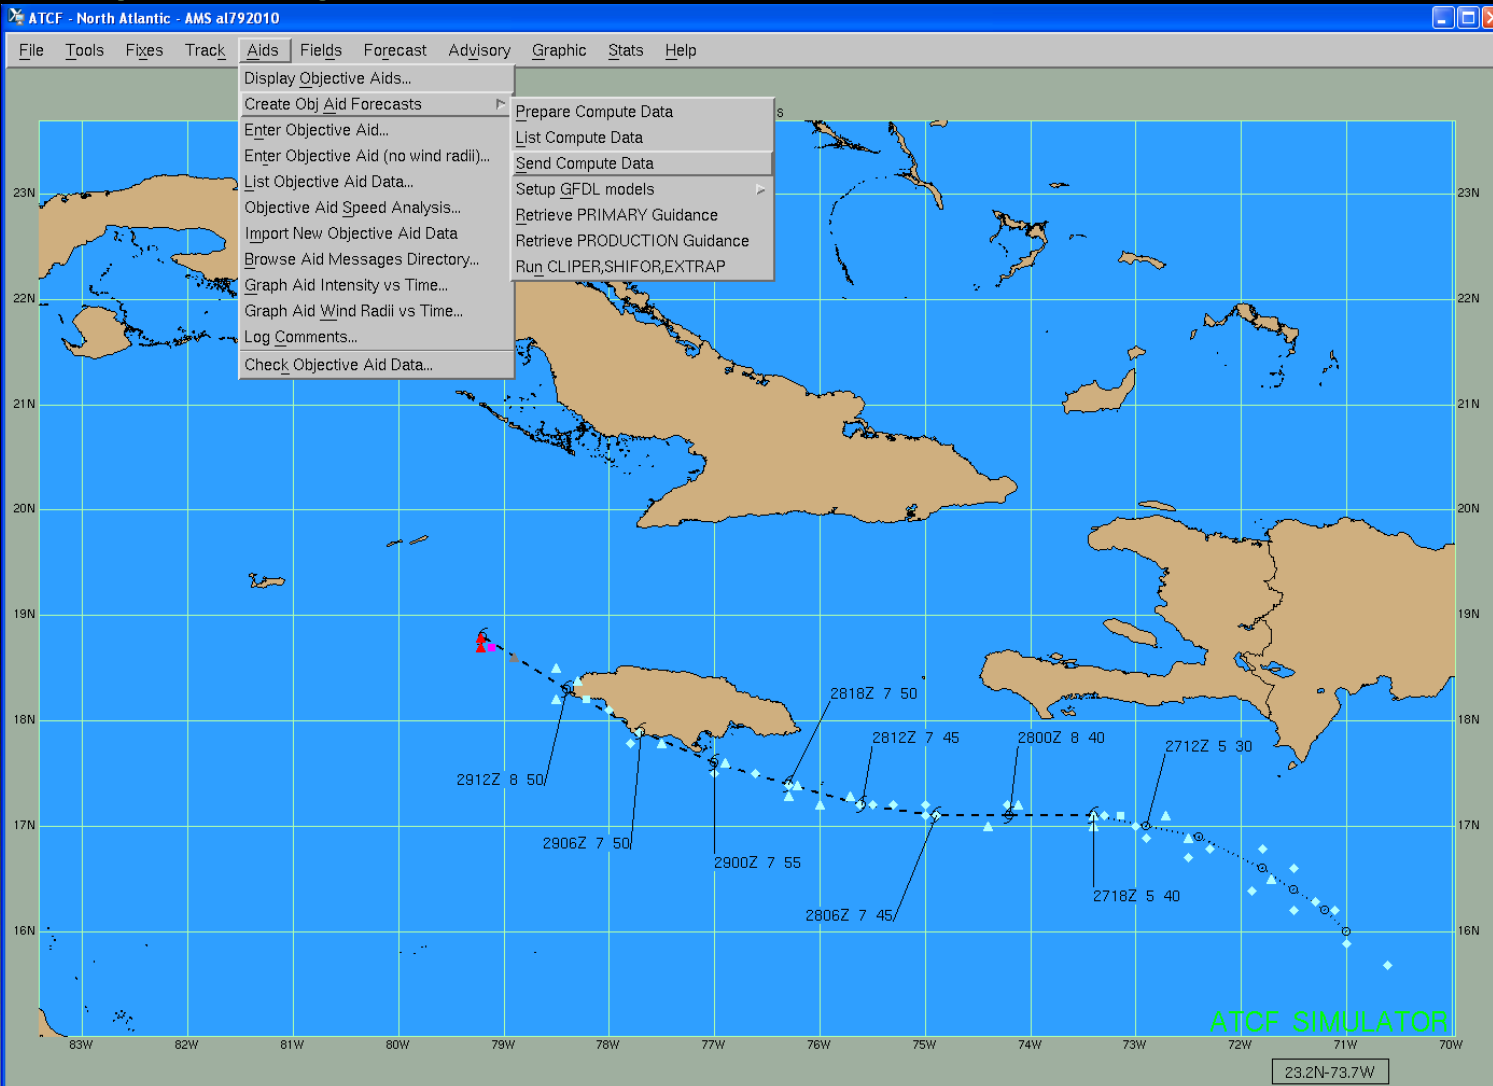 ATCF - North Atlantic - AMS al792010
File Tools Fixes Track Aids Fields Forecast Advisory Graphic Stats Help
Display Objective Aids...
Create Obj Aid Forecasts
Enter Objective Aid...
Enter Objective Aid (no wind radii)...
List Objective Aid Data...
Objective Aid Speed Analysis...
Import New Objective Aid Data
Browse Aid Messages Directory...
Graph Aid Intensity vs Time...
Graph Aid Wind Radii vs Time...
Log Comments...
Check Objective Aid Data...
Prepare Compute Data
List Compute Data
Send Compute Data
Setup GFDL models
Retrieve PRIMARY Guidance
Retrieve PRODUCTION Guidance
Run CLIPER,SHIFOR,EXTRAP
s
23N 23N
22N 22N
21N 21N
20N 20N
19N 19N
18N 18N
17N 17N
16N 16N
2818Z 7 50
2812Z 7 45
2800Z 8 40
2712Z 5 30
2912Z 8 50
2906Z 7 50
2900Z 7 55
2718Z 5 40
2806Z 7 45
ATCF SIMULATOR
83W 82W 81W 80W 79W 78W 77W 76W 75W 74W 73W 72W 71W 70W
23.2N-73.7W